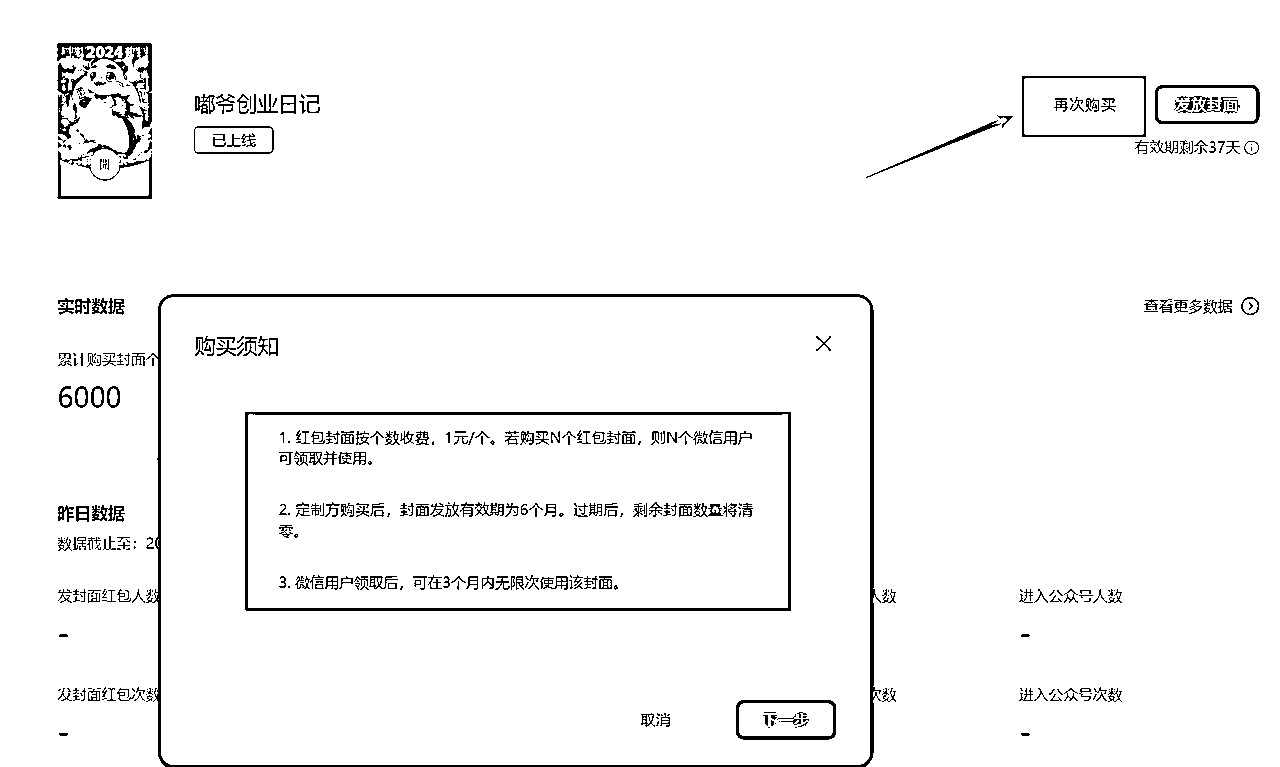 2024
嘟爷创业日记
已上线
開
再次购买
发放封面
有效期剩余37天
实时数据
查看更多数据
累计购买封面个
6000
购买须知
1. 红包封面按个数收费，1元/个。若购买N个红包封面，则N个微信用户
可领取并使用。
2. 定制方购买后，封面发放有效期为6个月。过期后，剩余封面数量将清
零。
3. 微信用户领取后，可在3个月内无限次使用该封面。
取消
下一步
昨日数据
数据截止至：20
发封面红包人数
人数
进入公众号人数
-
-
发封面红包次数
次数
进入公众号次数
-
-